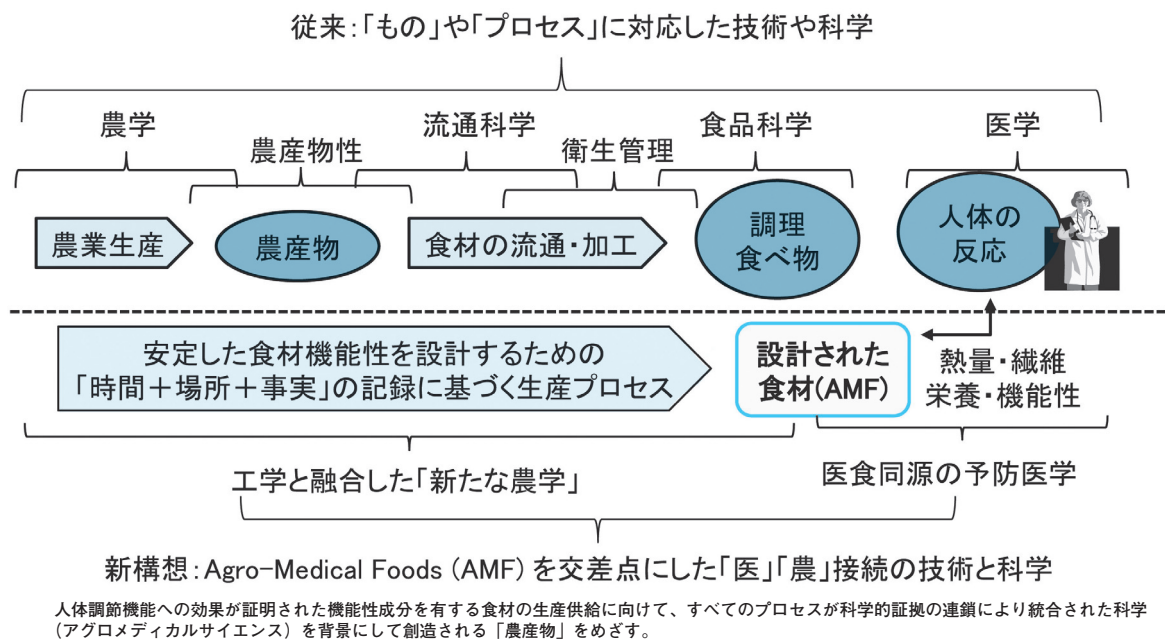 従来：「もの」や「プロセス」に対応した技術や科学
農学
流通科学
食品科学
医学
農産物性
衛生管理
農業生産
農産物
食材の流通・加工
調理
食べ物
人体の
反応
安定した食材機能性を設計するための
「時間＋場所＋事実」の記録に基づく生産プロセス
設計された
食材(AMF)
熱量・繊維
栄養・機能性
工学と融合した「新たな農学」
医食同源の予防医学
新構想：Agro-Medical Foods (AMF) を交差点にした「医」「農」接続の技術と科学
人体調節機能への効果が証明された機能性成分を有する食材の生産供給に向けて、すべてのプロセスが科学的証拠の連鎖により統合された科学
（アグロメディカルサイエンス）を背景にして創造される「農産物」をめざす。